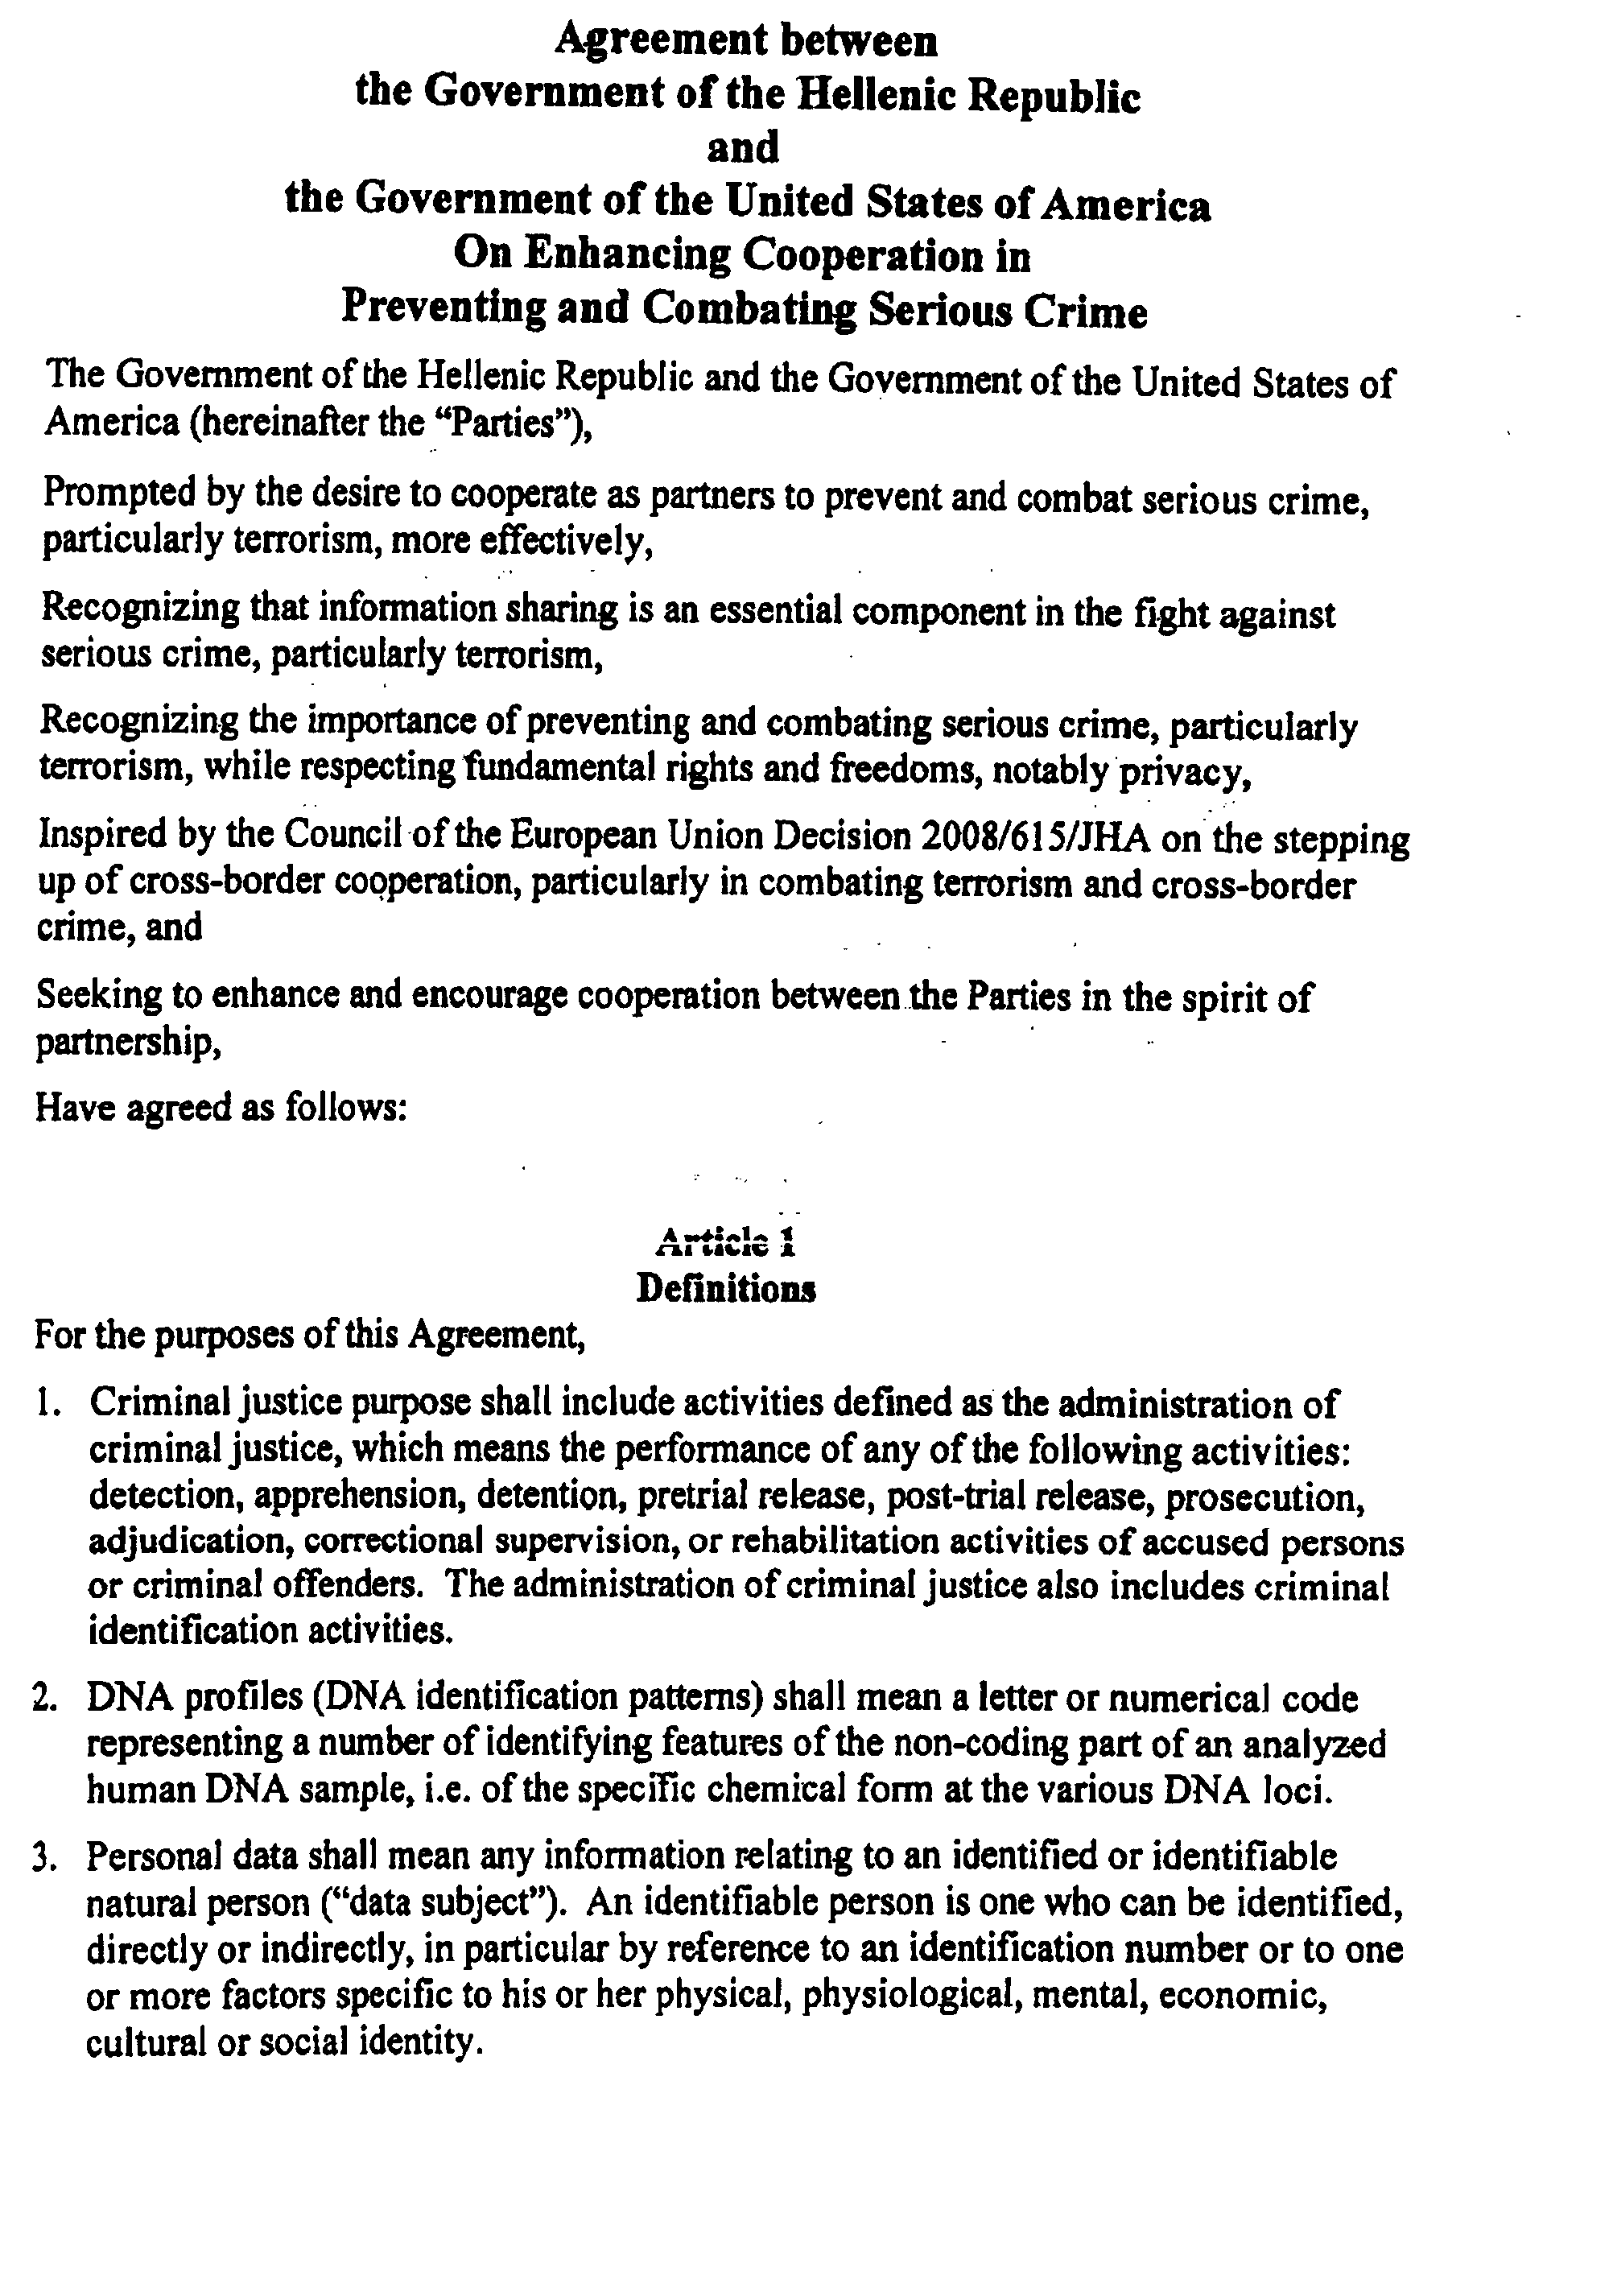 Agreement between
the Government of the Hellenic Republic
and
the Government of the United States of America
On Enhancing Cooperation in
Preventing and Combating Serious Crime
The Government of the Hellenic Republic and the Government of the United States of
America (hereinafter the “Parties”),
Prompted by the desire to cooperate as partners to prevent and combat serious crime,
particularly terrorism, more effectively,
Recognizing that information sharing is an essential component in the fight against
serious crime, particularly terrorism,
Recognizing the importance of preventing and combating serious crime, particularly
terrorism, while respecting fundamental rights and freedoms, notably privacy,
Inspired by the Council of the European Union Decision 2008/615/JHA on the stepping
up of cross-border cooperation, particularly in combating terrorism and cross-border
crime, and
Seeking to enhance and encourage cooperation between the Parties in the spirit of
partnership,
Have agreed as follows:
Article 1
Definitions
For the purposes of this Agreement,
1. Criminal justice purpose shall include activities defined as the administration of
criminal justice, which means the performance of any of the following activities:
detection, apprehension, detention, pretrial release, post-trial release, prosecution,
adjudication, correctional supervision, or rehabilitation activities of accused persons
or criminal offenders. The administration of criminal justice also includes criminal
identification activities.
2. DNA profiles (DNA identification patterns) shall mean a letter or numerical code
representing a number of identifying features of the non-coding part of an analyzed
human DNA sample, i.e. of the specific chemical form at the various DNA loci.
3. Personal data shall mean any information relating to an identified or identifiable
natural person (“data subject”). An identifiable person is one who can be identified,
directly or indirectly, in particular by reference to an identification number or to one
or more factors specific to his or her physical, physiological, mental, economic,
cultural or social identity.